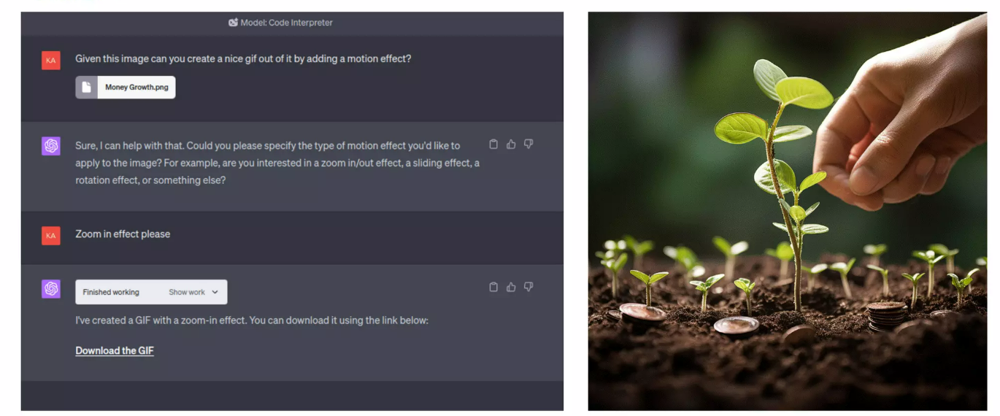 Model: Code Interpreter
KA
Given this image can you create a nice gif out of it by adding a motion effect?
Money Growth.png
Sure, I can help with that. Could you please specify the type of motion effect you'd like to
apply to the image? For example, are you interested in a zoom in/out effect, a sliding effect, a
rotation effect, or something else?
KA
Zoom in effect please
Finished working Show work
I've created a GIF with a zoom-in effect. You can download it using the link below:
Download the GIF